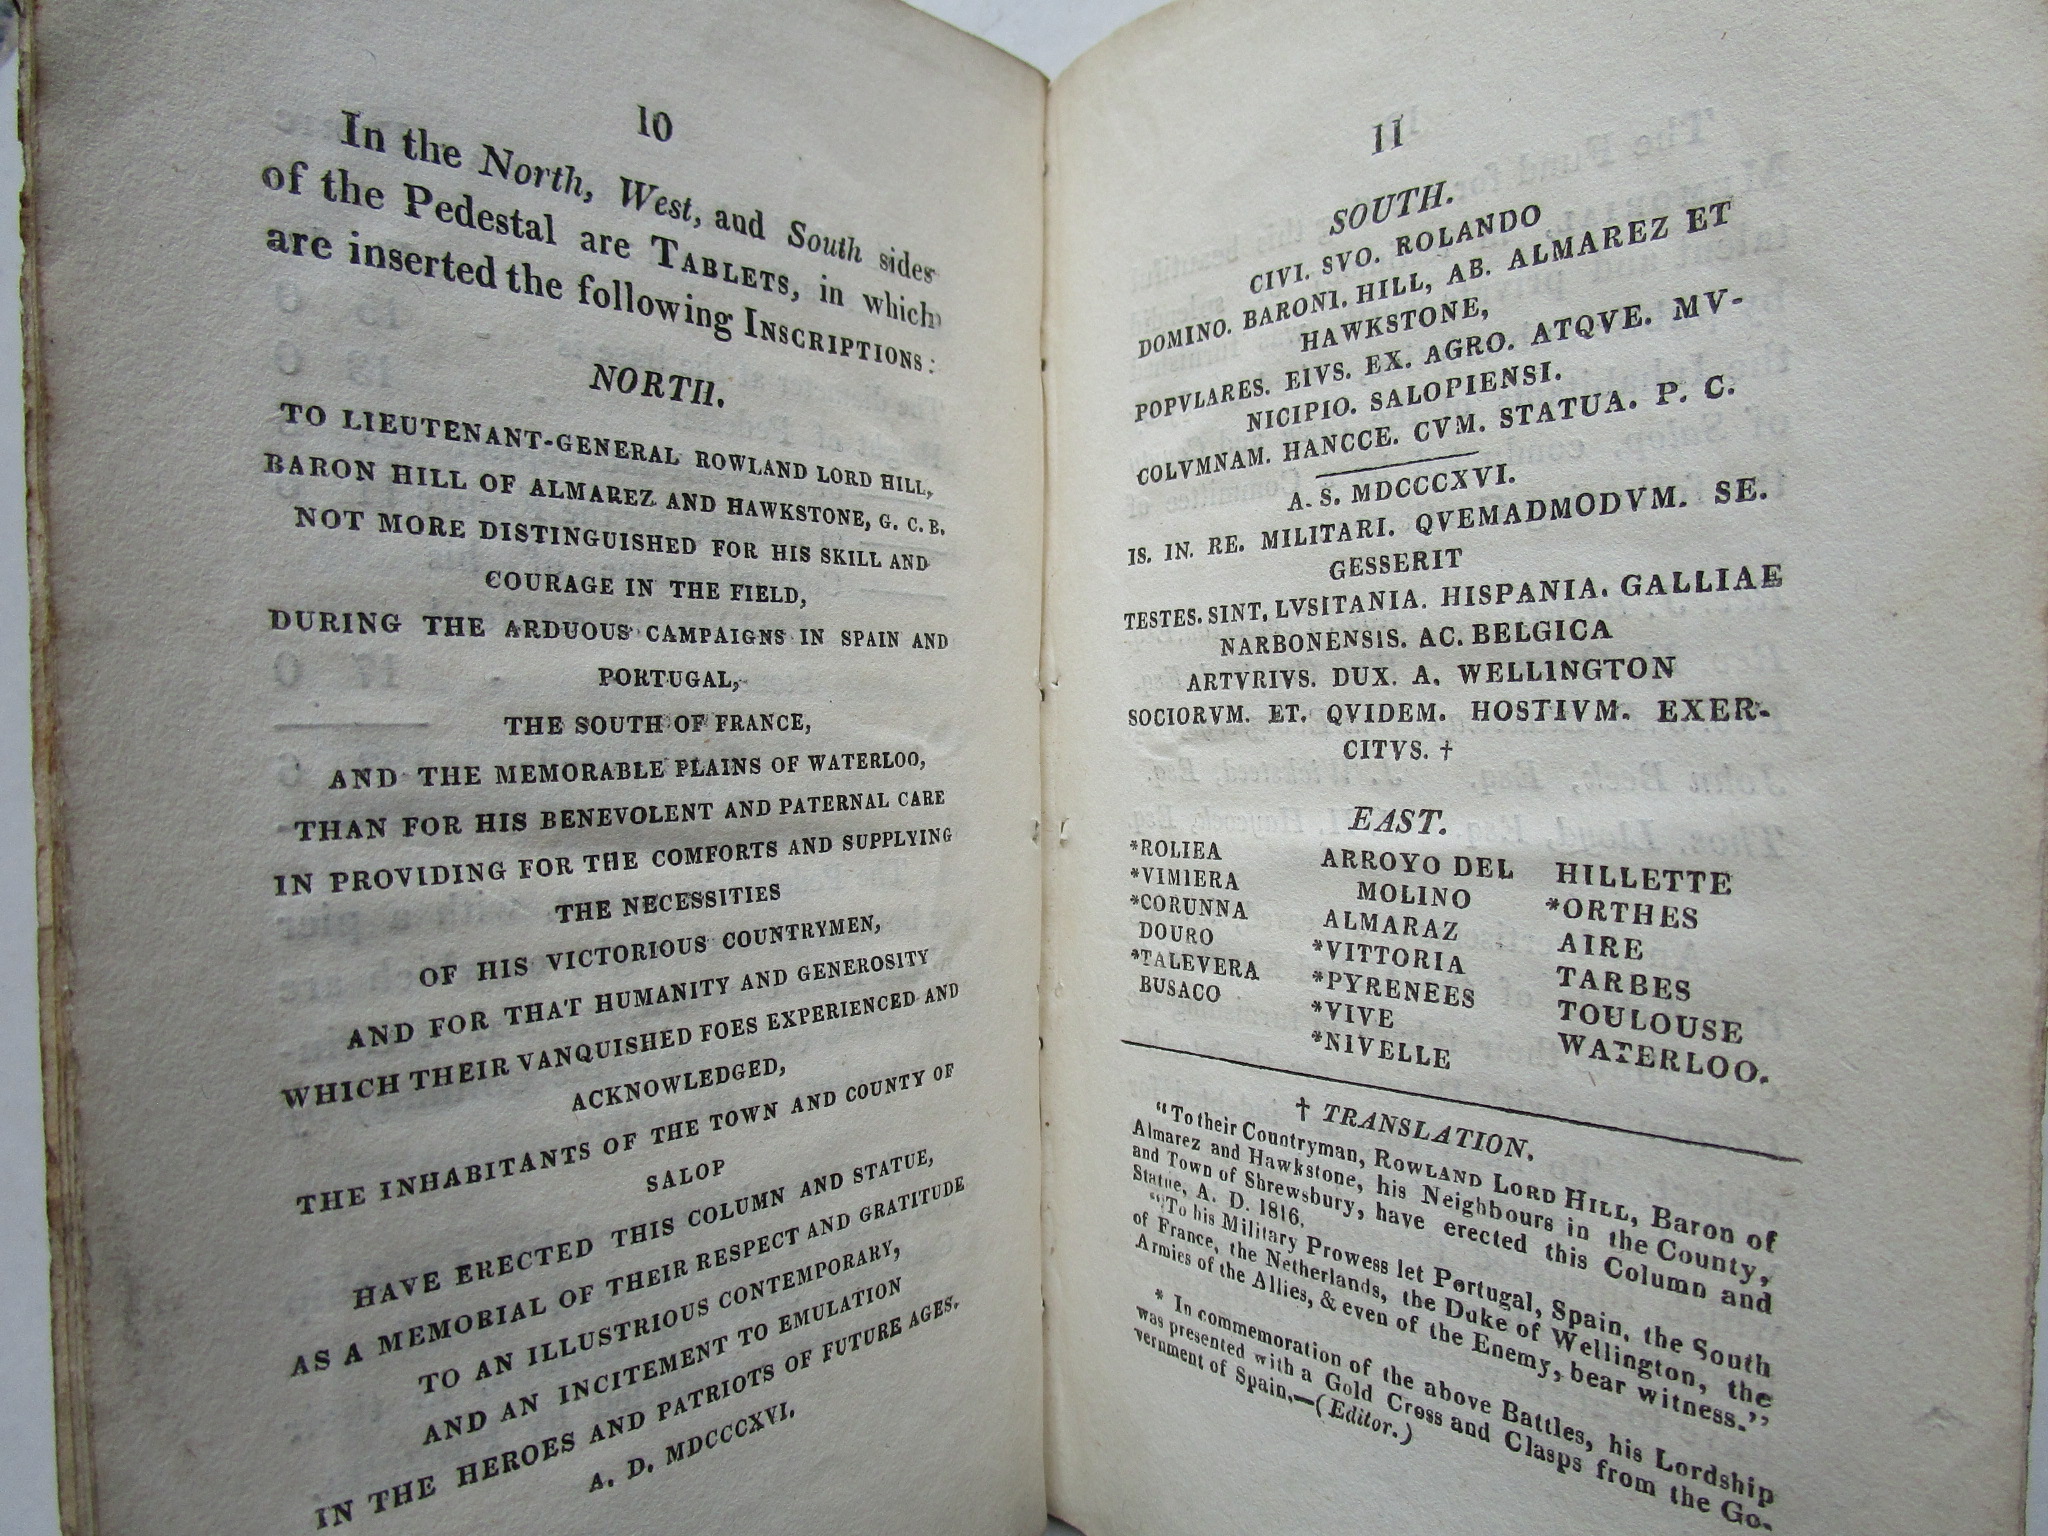 10
In the North, West, and South sides
of the Pedestal are TABLETS, in which
are inserted the following INSCRIPTIONS:
NORTH.
TO LIEUTENANT-GENERAL ROWLAND LORD HILL,
BARON HILL OF ALMAREZ AND HAWKSTONE, G. C. B.
NOT MORE DISTINGUISHED FOR HIS SKILL AND
COURAGE IN THE FIELD,
DURING THE ARDUOUS CAMPAIGNS IN SPAIN AND
PORTUGAL,
THE SOUTH OF FRANCE,
AND THE MEMORABLE PLAINS OF WATERLOO,
THAN FOR HIS BENEVOLENT AND PATERNAL CARE
IN PROVIDING FOR THE COMFORTS AND SUPPLYING
THE NECESSITIES
OF HIS VICTORIOUS COUNTRYMEN,
AND FOR THAT HUMANITY AND GENEROSITY
WHICH THEIR VANQUISHED FOES EXPERIENCED AND
ACKNOWLEDGED,
THE INHABITANTS OF THE TOWN AND COUNTY OF
SALOP
HAVE ERECTED THIS COLUMN AND STATUE,
AS A MEMORIAL OF THEIR RESPECT AND GRATITUDE
TO AN ILLUSTRIOUS CONTEMPORARY,
AND AN INCITEMENT TO EMULATION
IN THE HEROES AND PATRIOTS OF FUTURE AGES.
A. D. MDCCCXVI.
11
SOUTH.
CIVI. SVO. ROLANDO
DOMINO. BARONI. HILL, AB. ALMAREZ ET
HAWKSTONE,
POPVLARES. EIVS. EX. AGRO. ATQVE. MV-
NICIPIO. SALOPIENSI.
COLVMNAM. HANCCE. CVM. STATUA. P. C.
A. S. MDCCCXVI.
IS. IN. RE. MILITARI. QVEMADMODVM. SE.
GESSERIT
TESTES. SINT, LVSITANIA. HISPANIA. GALLIAE
NARBONENSIS. AC. BELGICA
ARTVRIVS. DUX. A. WELLINGTON
SOCIORVM. ET. QVIDEM. HOSTIVM. EXER-
CITVS. †
EAST.
*ROLIEA
*VIMIERA
*CORUNNA
DOURO
*TALEVERA
BUSACO
ARROYO DEL
MOLINO
ALMARAZ
*VITTORIA
*PYRENEES
*VIVE
*NIVELLE
HILLETTE
*ORTHES
AIRE
TARBES
TOULOUSE
WATERLOO.
† TRANSLATION.
"To their Countryman, ROWLAND LORD HILL, Baron of
Almarez and Hawkstone, his Neighbours in the County,
and Town of Shrewsbury, have erected this Column and
Statue, A. D. 1816.
"To his Military Prowess let Portugal, Spain, the South
of France, the Netherlands, the Duke of Wellington, the
Armies of the Allies, & even of the Enemy, bear witness."
* In commemoration of the above Battles, his Lordship
was presented with a Gold Cross and Clasps from the Go-
vernment of Spain.—(Editor.)